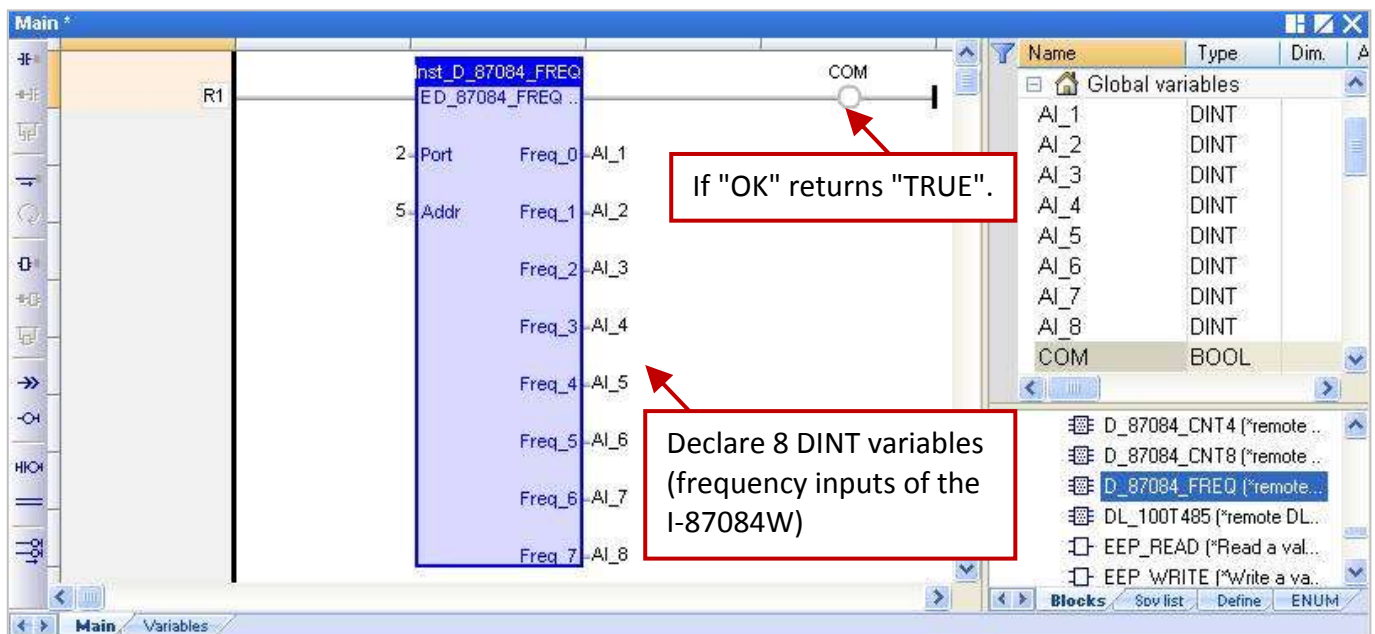 Main *
Inst_D_87084_FREQ
E D_87084_FREQ ..
COM
R1
2 Port Freq_0 AI_1
5 Addr Freq_1 AI_2
Freq_2 AI_3
Freq_3 AI_4
Freq_4 AI_5
Freq_5 AI_6
Freq_6 AI_7
Freq_7 AI_8
If "OK" returns "TRUE".
Declare 8 DINT variables
(frequency inputs of the
I-87084W)
Name Type Dim. A
Global variables
AI_1 DINT
AI_2 DINT
AI_3 DINT
AI_4 DINT
AI_5 DINT
AI_6 DINT
AI_7 DINT
AI_8 DINT
COM BOOL
D_87084_CNT4 (*remote ..
D_87084_CNT8 (*remote ..
D_87084_FREQ (*remote...
DL_100T485 (*remote DL..
EEP_READ (*Read a val...
EEP_WRITE (*Write a va..
Blocks Spy list Define ENUM
Main Variables